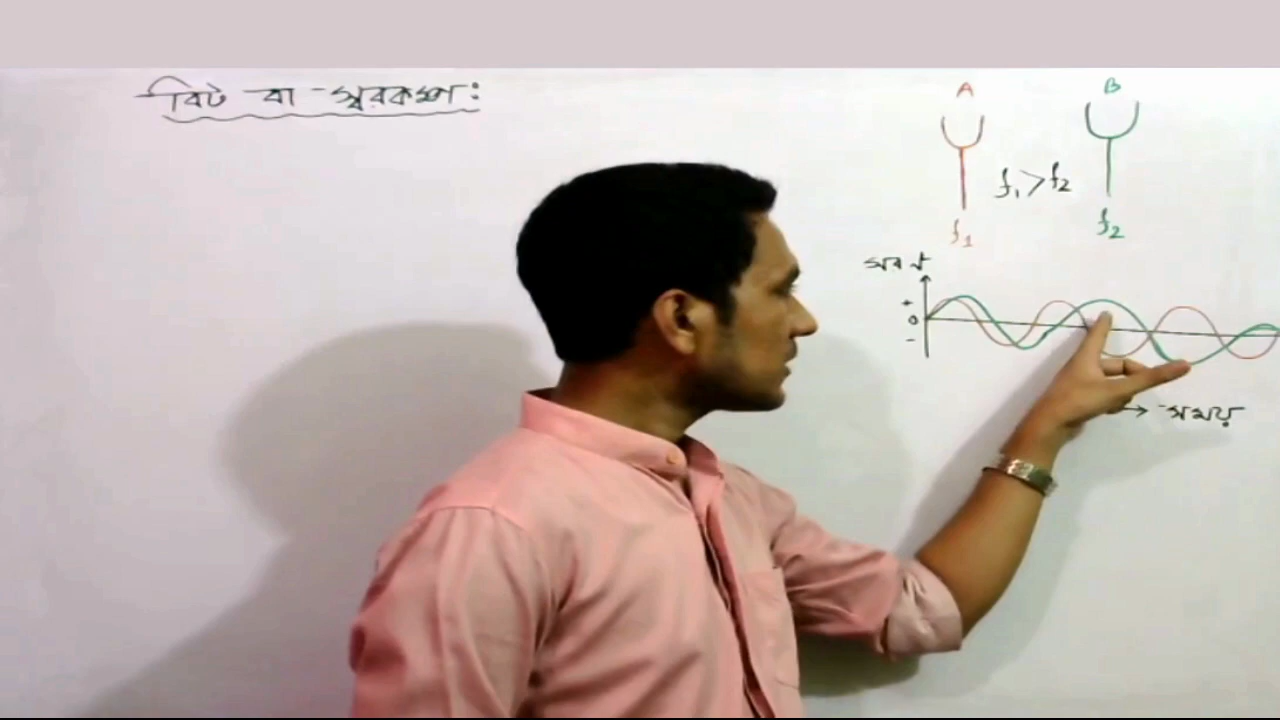 বিট বা স্বরকম্প :
A B
f₁ > f₂
f₁ f₂
সরণ
+
0
-
→ সময়